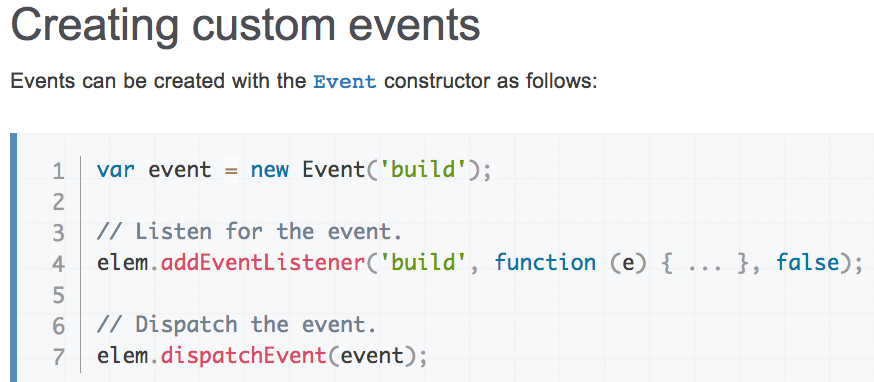 Creating custom events
Events can be created with the Event constructor as follows:
1 var event = new Event('build');
2
3 // Listen for the event.
4 elem.addEventListener('build', function (e) { ... }, false);
5
6 // Dispatch the event.
7 elem.dispatchEvent(event);